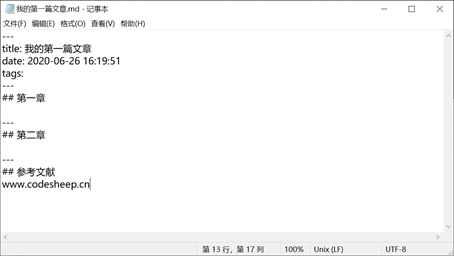 我的第一篇文章.md - 记事本
文件(F) 编辑(E) 格式(O) 查看(V) 帮助(H)
---
title: 我的第一篇文章
date: 2020-06-26 16:19:51
tags:
---
## 第一章
---
## 第二章
---
## 参考文献
www.codesheep.cn
第 13 行，第 17 列 100% Unix (LF) UTF-8